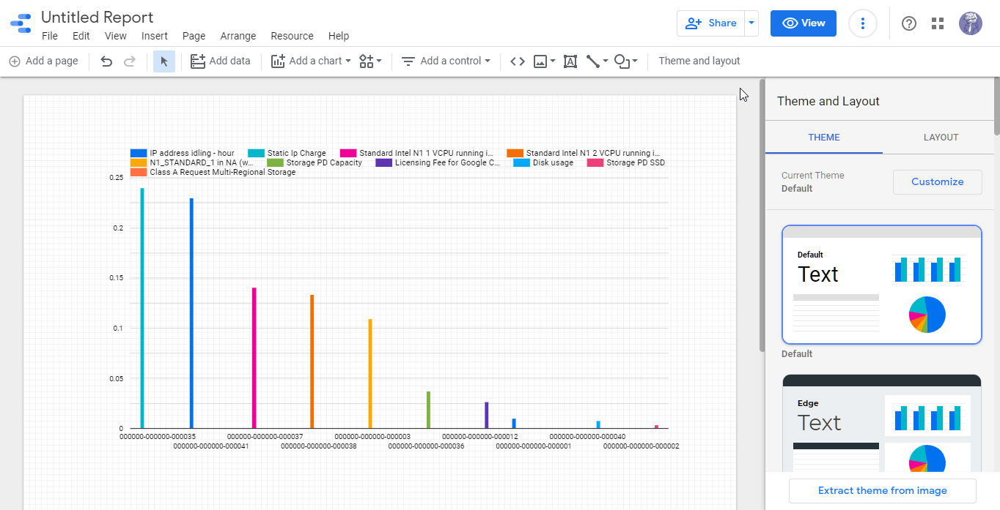 Untitled Report
File Edit View Insert Page Arrange Resource Help
Share View
Add a page Add data Add a chart Add a control Theme and layout
IP address idling - hour Static Ip Charge Standard Intel N1 1 VCPU running i... Standard Intel N1 2 VCPU running i...
N1_STANDARD_1 in NA (w... Storage PD Capacity Licensing Fee for Google C... Disk usage Storage PD SSD
Class A Request Multi-Regional Storage
0.25
0.2
0.15
0.1
0.05
0
000000-000000-000035 000000-000000-000037 000000-000000-000003 000000-000000-000012 000000-000000-000040
000000-000000-000041 000000-000000-000038 000000-000000-000036 000000-000000-000001 000000-000000-000002
Theme and Layout
THEME LAYOUT
Current Theme
Default
Customize
Default
Text
Default
Edge
Text
Extract theme from image